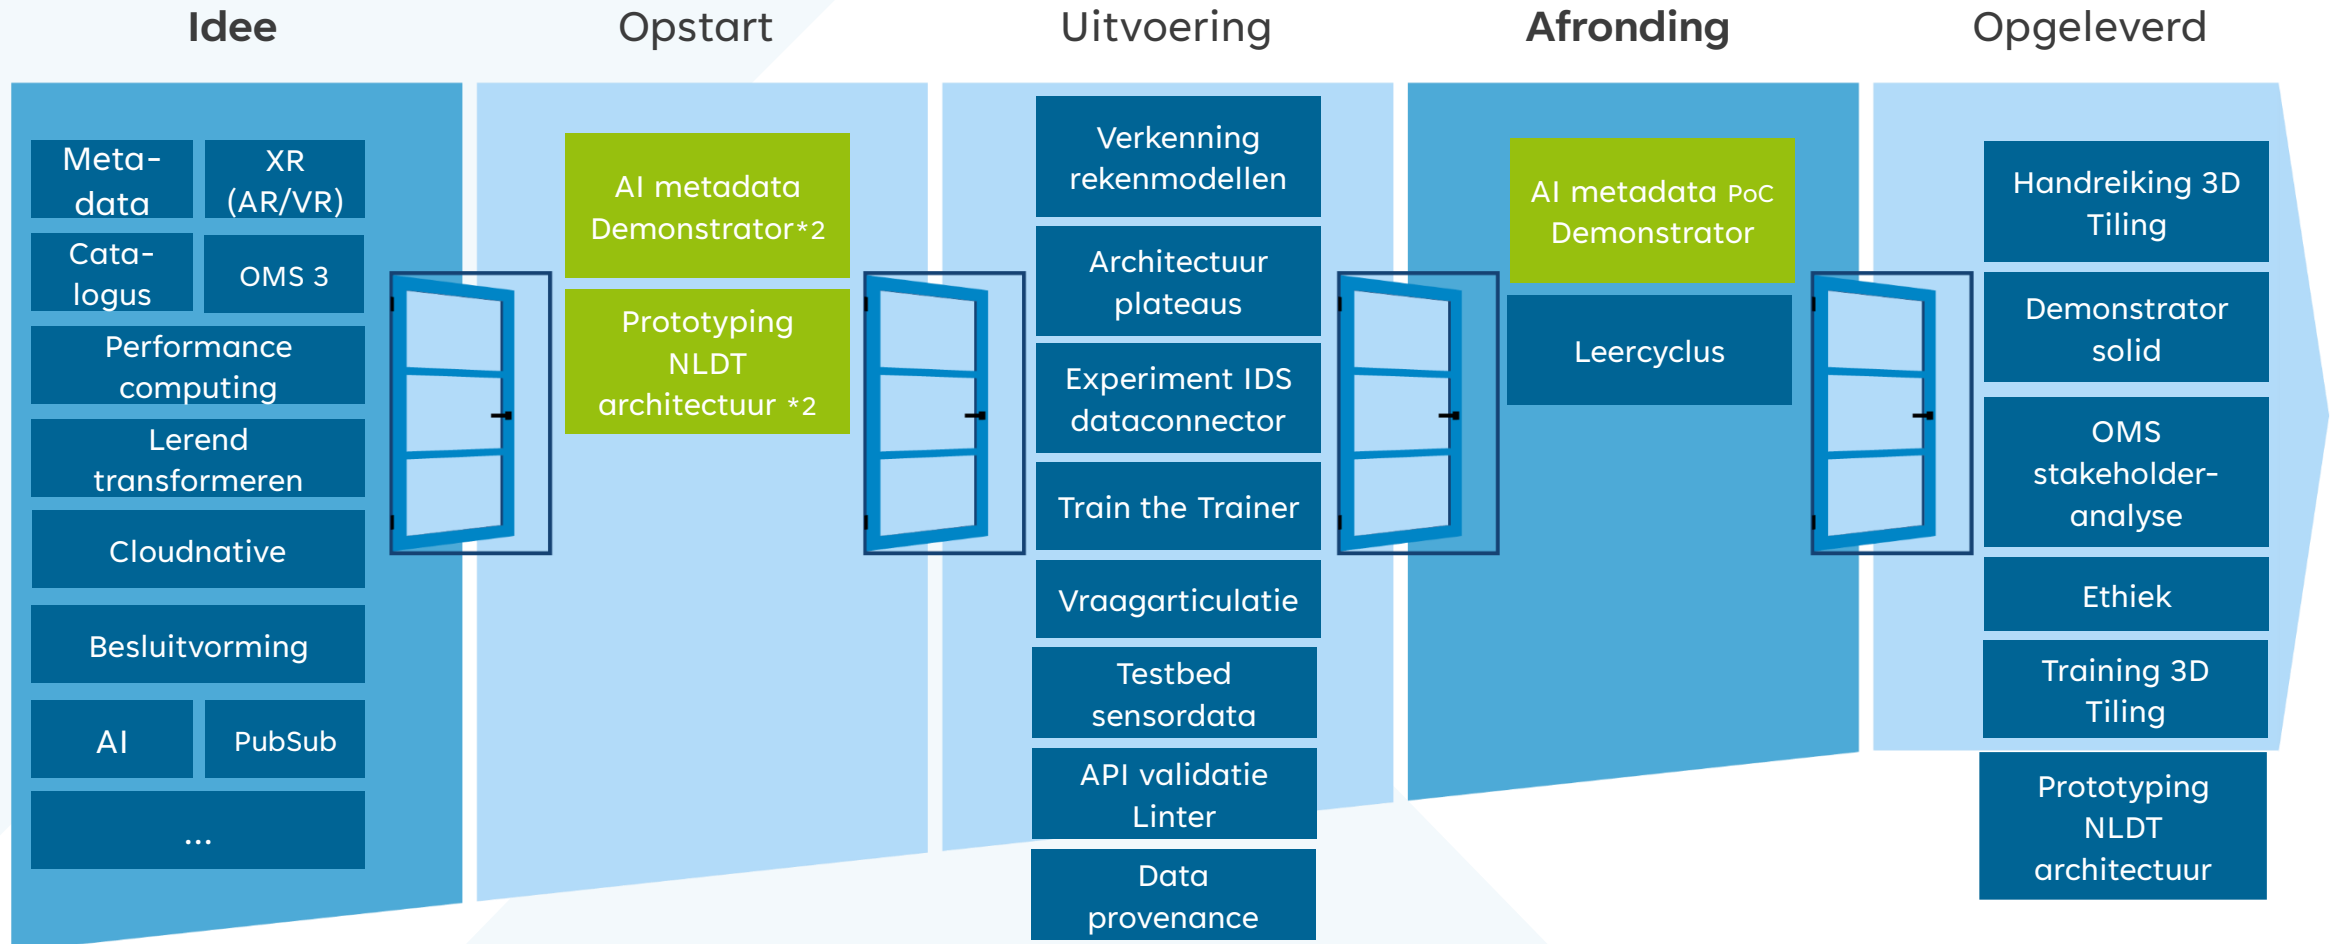 Idee
Opstart
Uitvoering
Afronding
Opgeleverd
Meta-
data
XR
(AR/VR)
Cata-
logus
OMS 3
Performance
computing
Lerend
transformeren
Cloudnative
Besluitvorming
AI
PubSub
...
AI metadata
Demonstrator*2
Prototyping
NLDT
architectuur *2
Verkenning
rekenmodellen
Architectuur
plateaus
Experiment IDS
dataconnector
Train the Trainer
Vraagarticulatie
Testbed
sensordata
API validatie
Linter
Data
provenance
AI metadata PoC
Demonstrator
Leercyclus
Handreiking 3D
Tiling
Demonstrator
solid
OMS
stakeholder-
analyse
Ethiek
Training 3D
Tiling
Prototyping
NLDT
architectuur